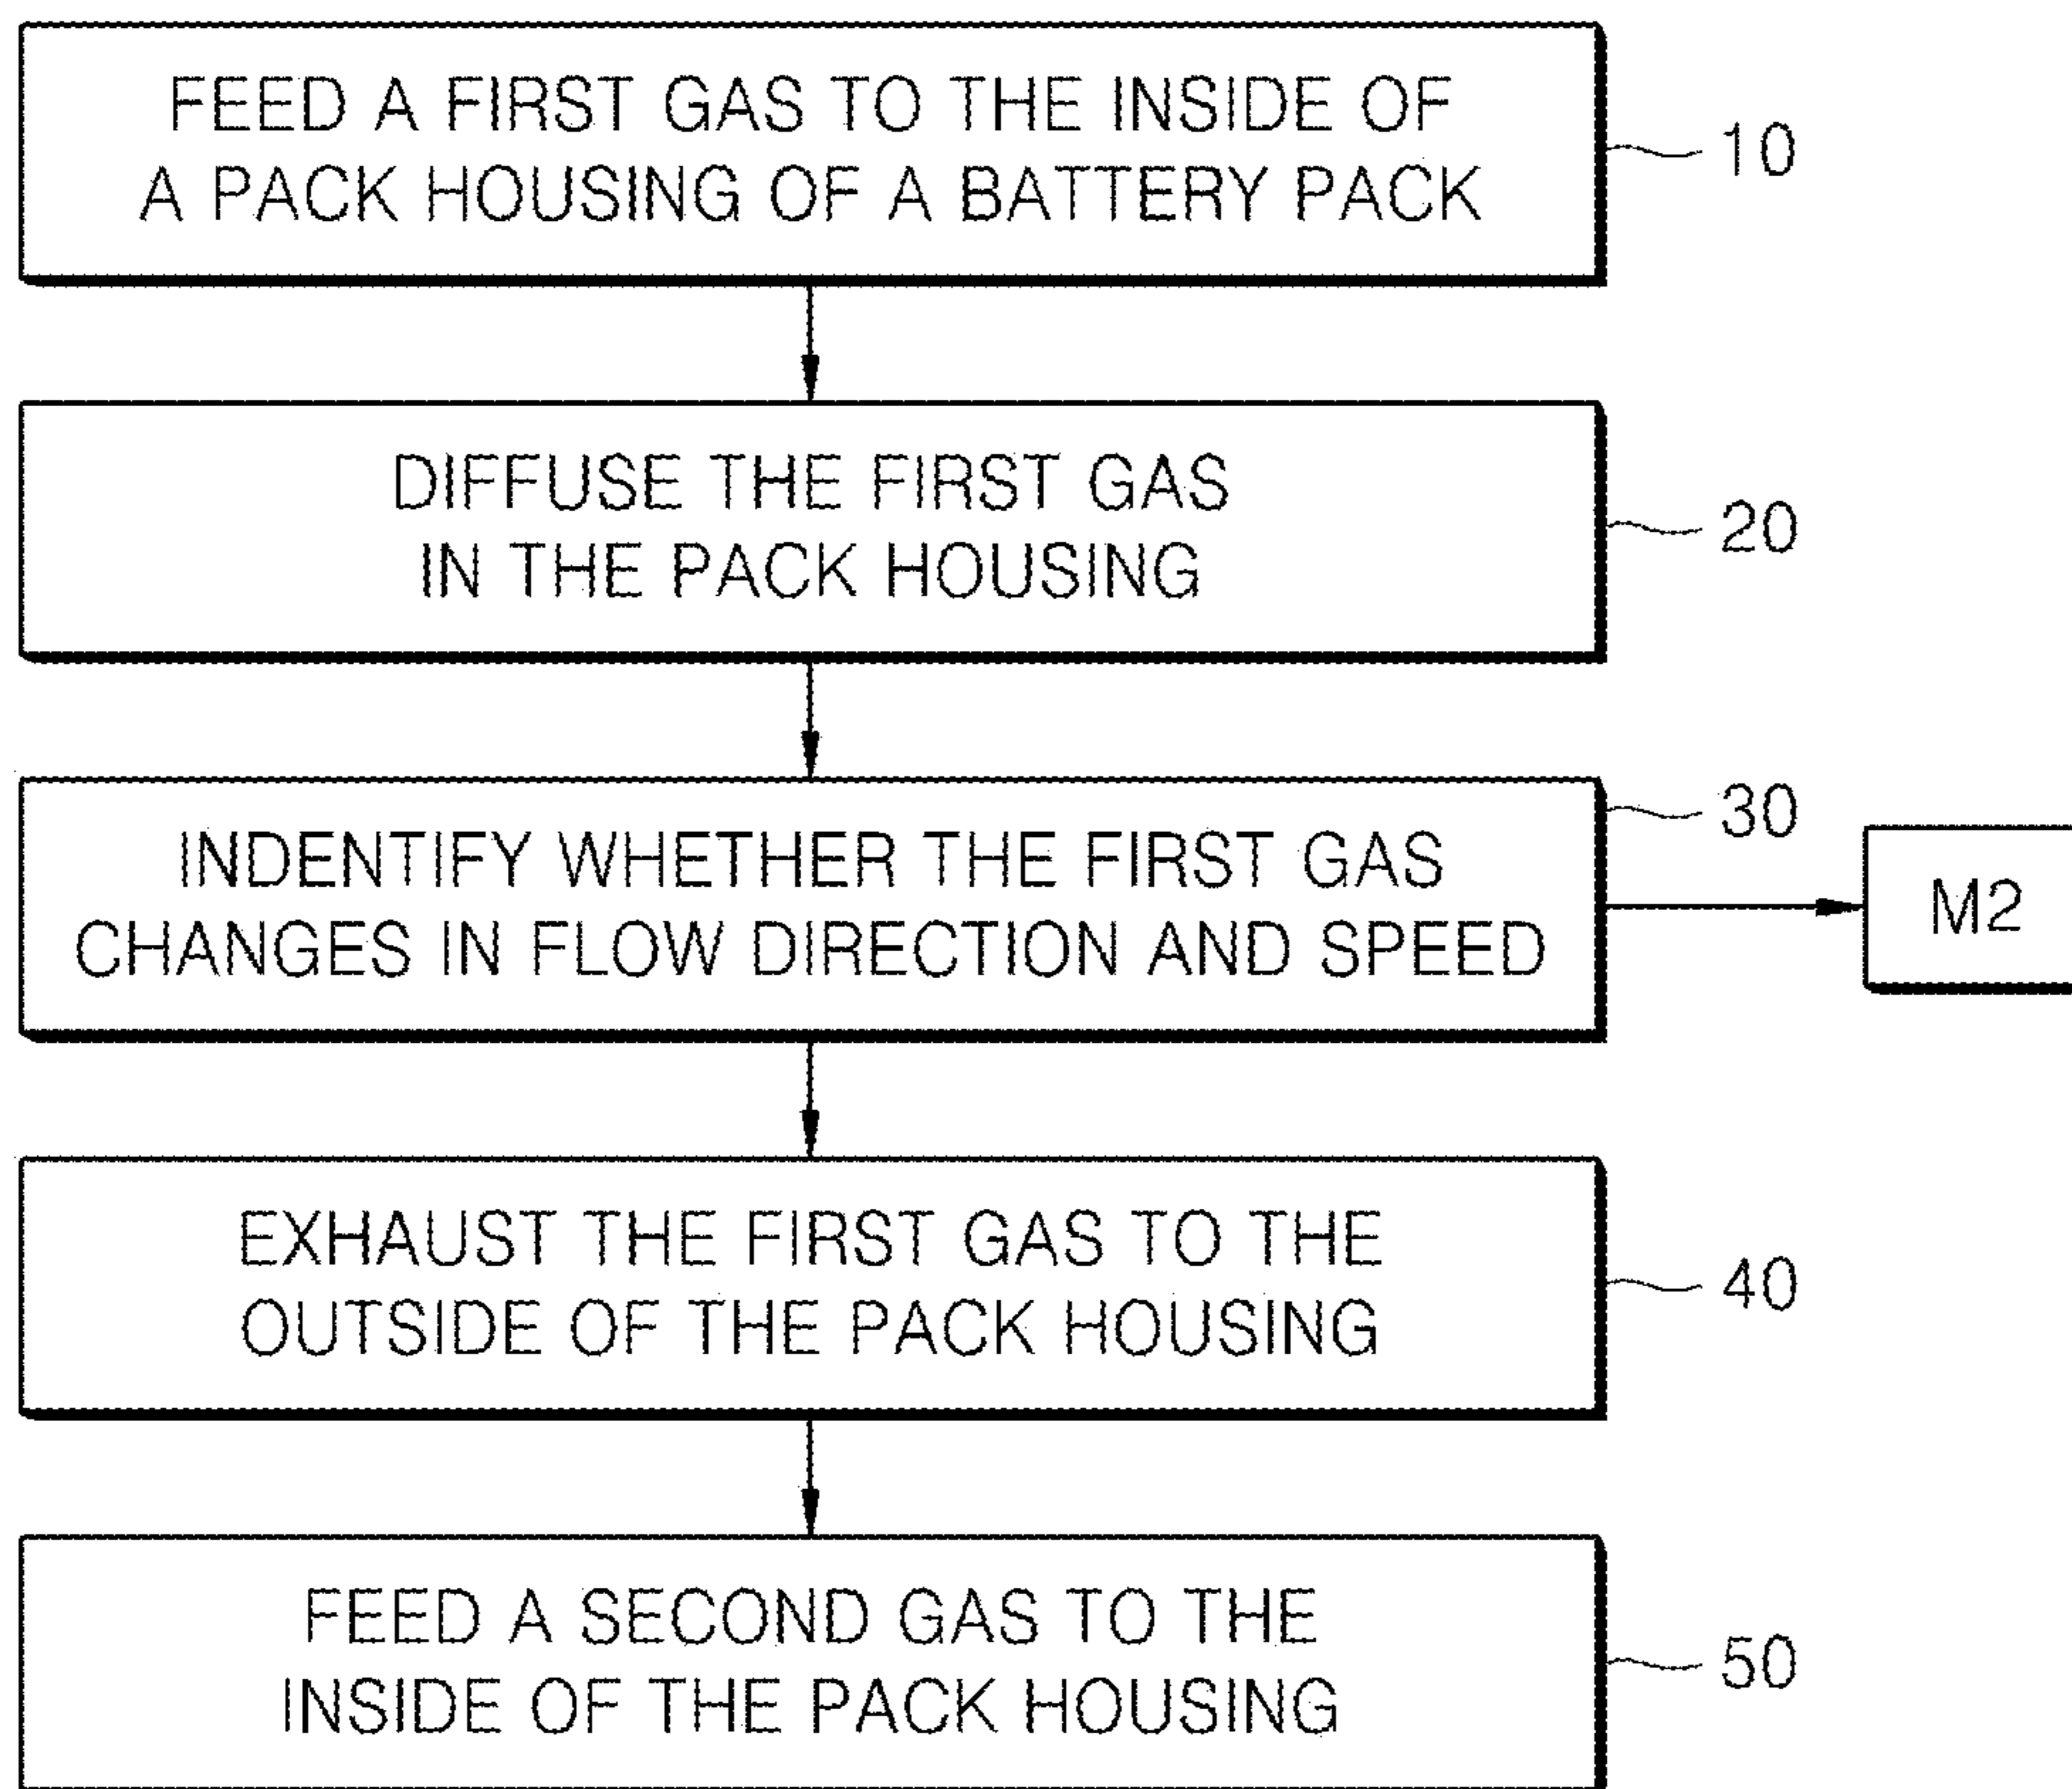 FEED A FIRST GAS TO THE INSIDE OF
A PACK HOUSING OF A BATTERY PACK
10
DIFFUSE THE FIRST GAS
IN THE PACK HOUSING
20
INDENTIFY WHETHER THE FIRST GAS
CHANGES IN FLOW DIRECTION AND SPEED
30
M2
EXHAUST THE FIRST GAS TO THE
OUTSIDE OF THE PACK HOUSING
40
FEED A SECOND GAS TO THE
INSIDE OF THE PACK HOUSING
50